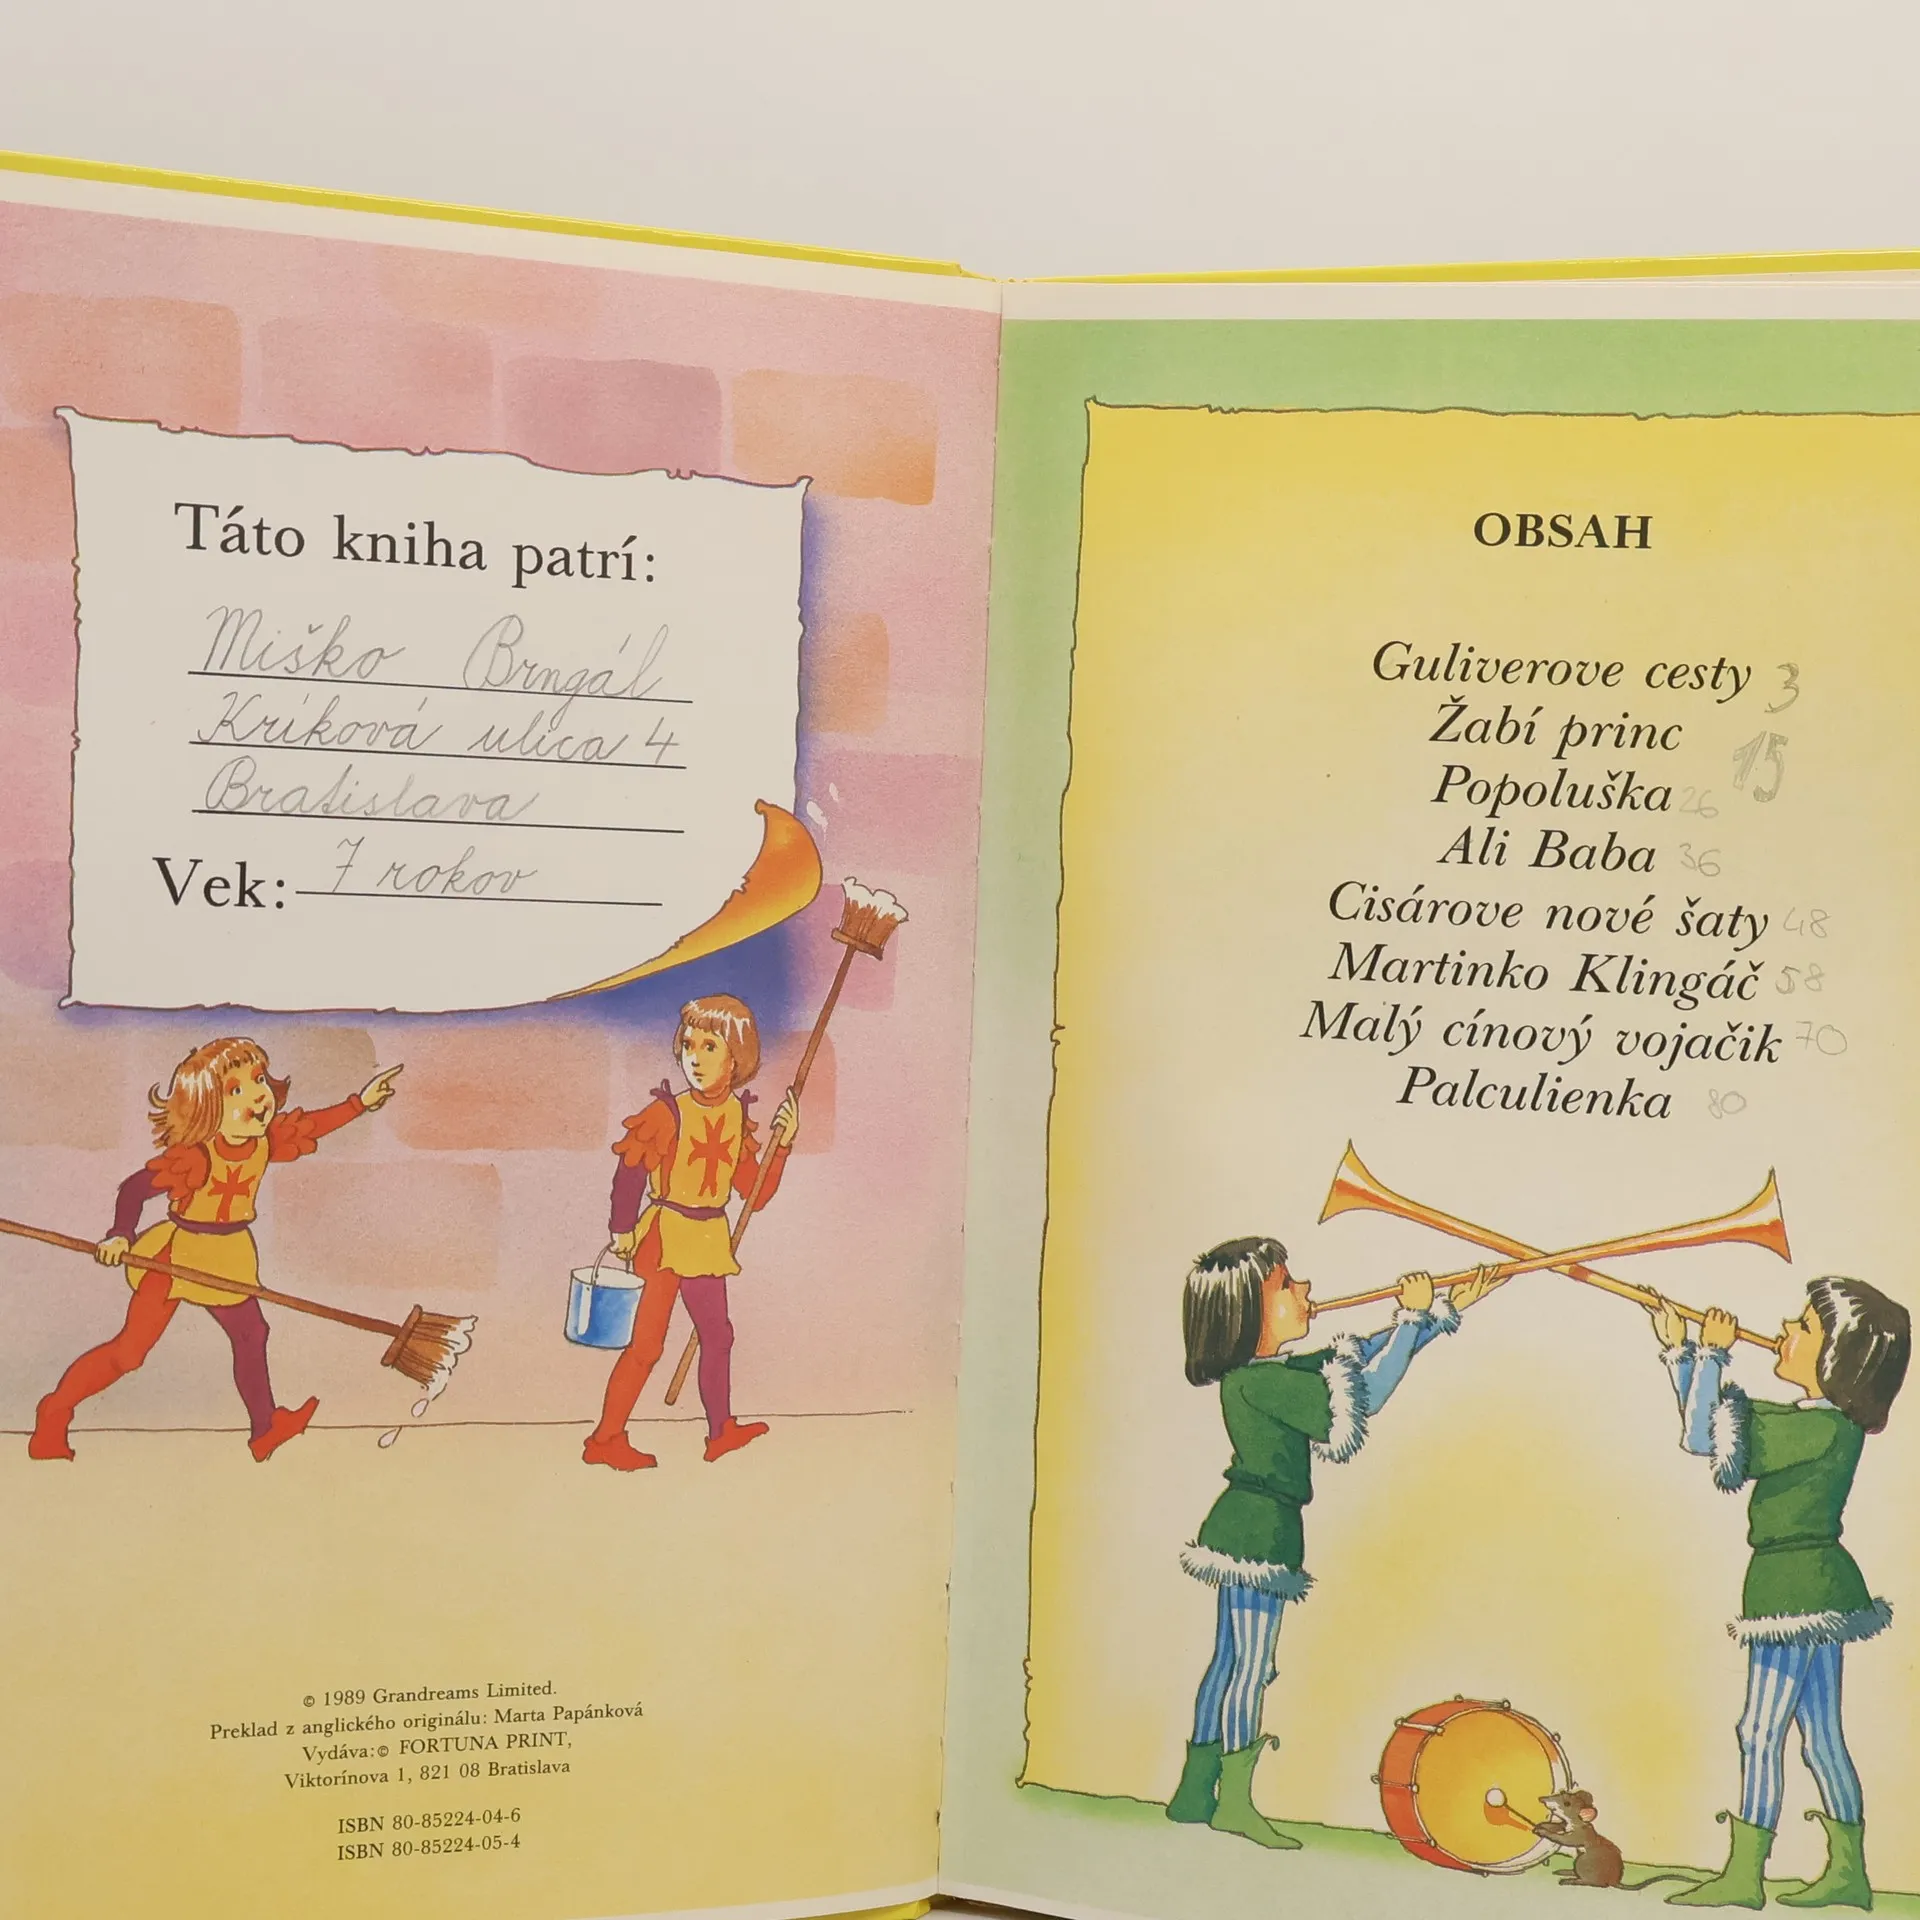 Táto kniha patrí:
Miško Brngál
Kríková ulica 4
Bratislava
Vek: 7 rokov
© 1989 Grandreams Limited.
Preklad z anglického originálu: Marta Papánková
Vydáva: © FORTUNA PRINT,
Viktorínova 1, 821 08 Bratislava
ISBN 80-85224-04-6
ISBN 80-85224-05-4
OBSAH
Guliverove cesty 3
Žabí princ 15
Popoluška 26
Ali Baba 36
Cisárove nové šaty 48
Martinko Klingáč 58
Malý cínový vojačik 70
Palculienka 80